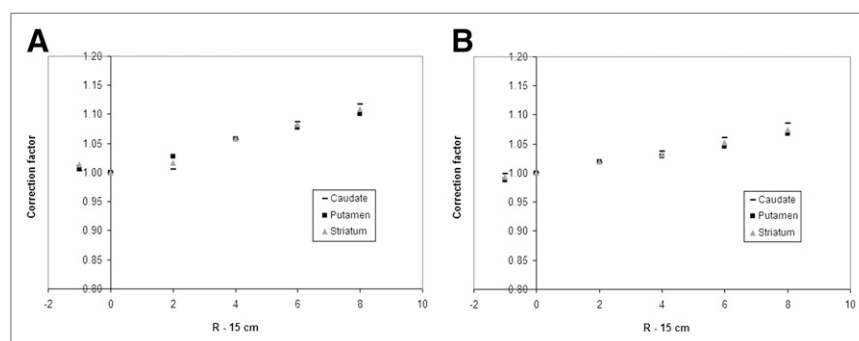 A
1.20
1.15
1.10
1.05
1.00
0.95
0.90
0.85
0.80
Correction factor
-2
0
2
4
6
8
10
R - 15 cm
Caudate
Putamen
Striatum
B
1.20
1.15
1.10
1.05
1.00
0.95
0.90
0.85
0.80
Correction factor
-2
0
2
4
6
8
10
R - 15 cm
Caudate
Putamen
Striatum